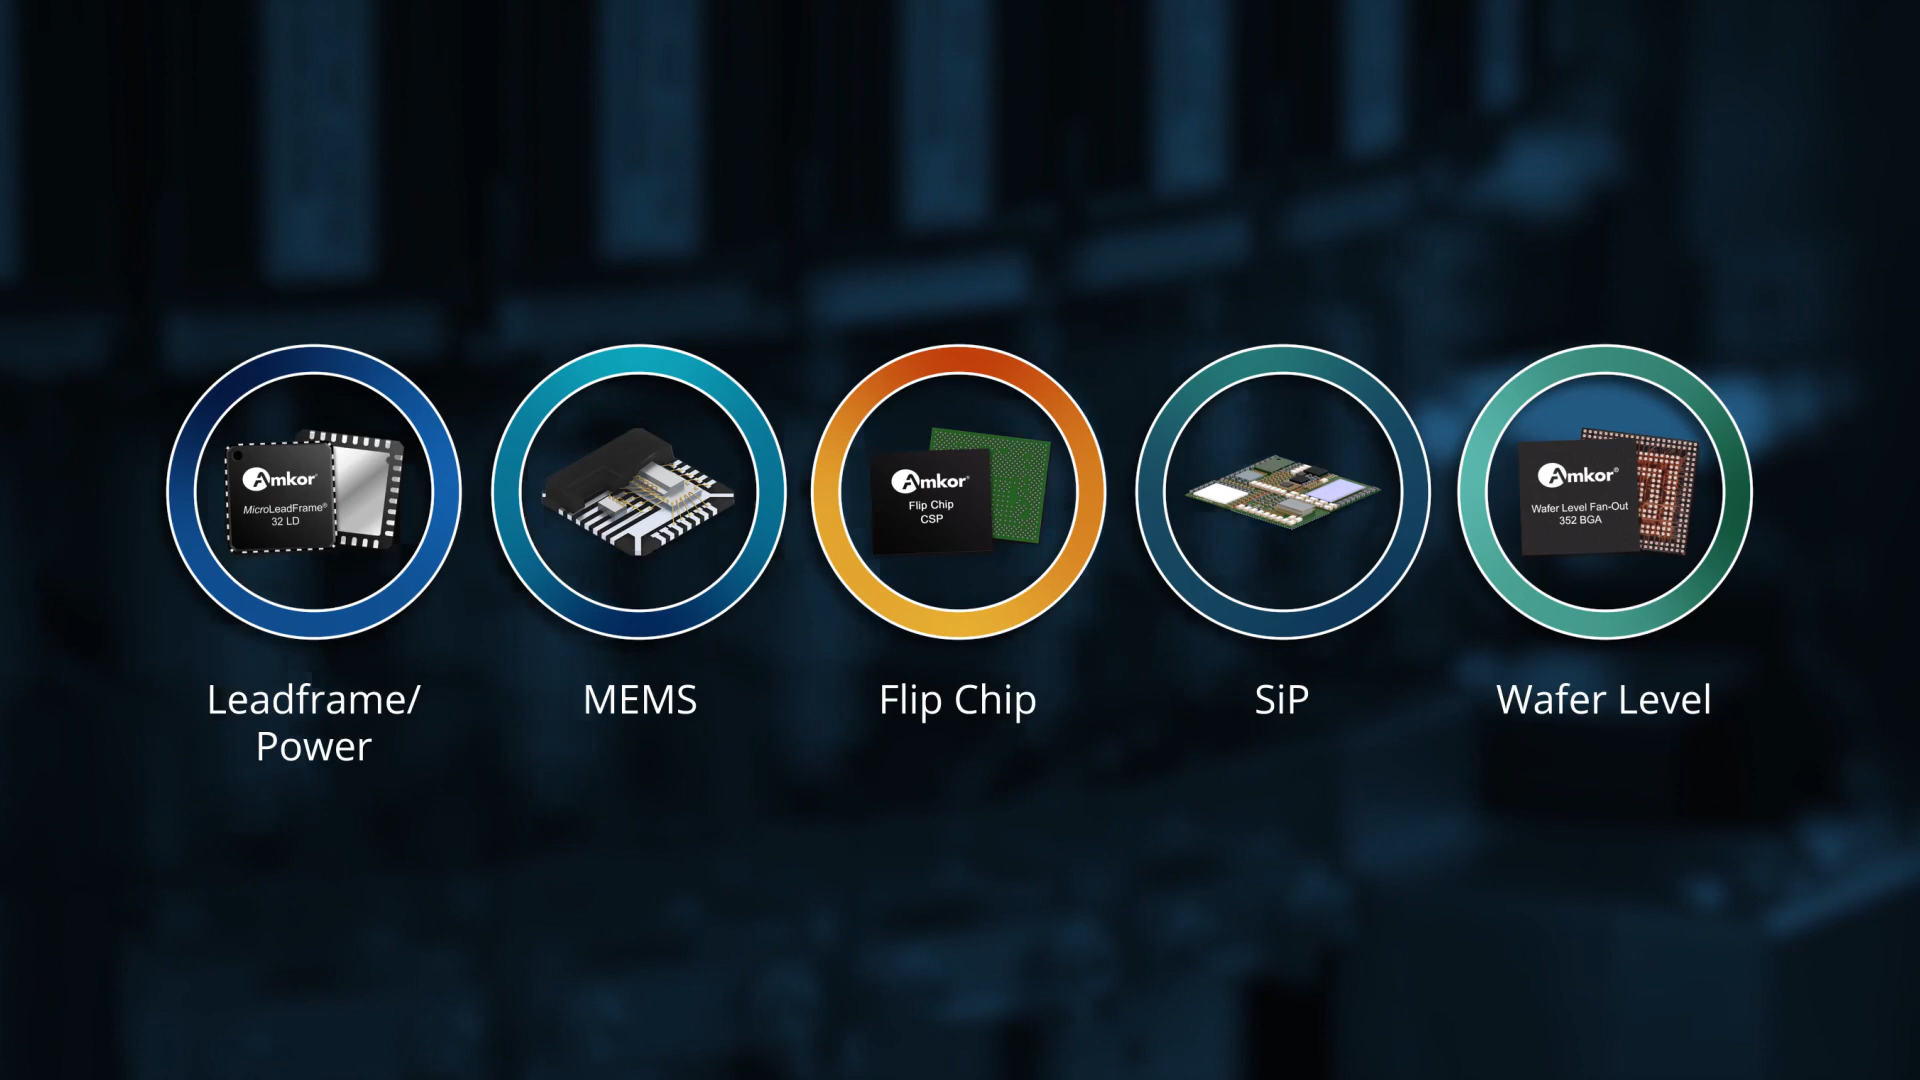 Amkor®
MicroLeadFrame®
32 LD
Amkor®
Flip Chip
CSP
Amkor®
Wafer Level Fan-Out
352 BGA
Leadframe/
Power
MEMS
Flip Chip
SiP
Wafer Level